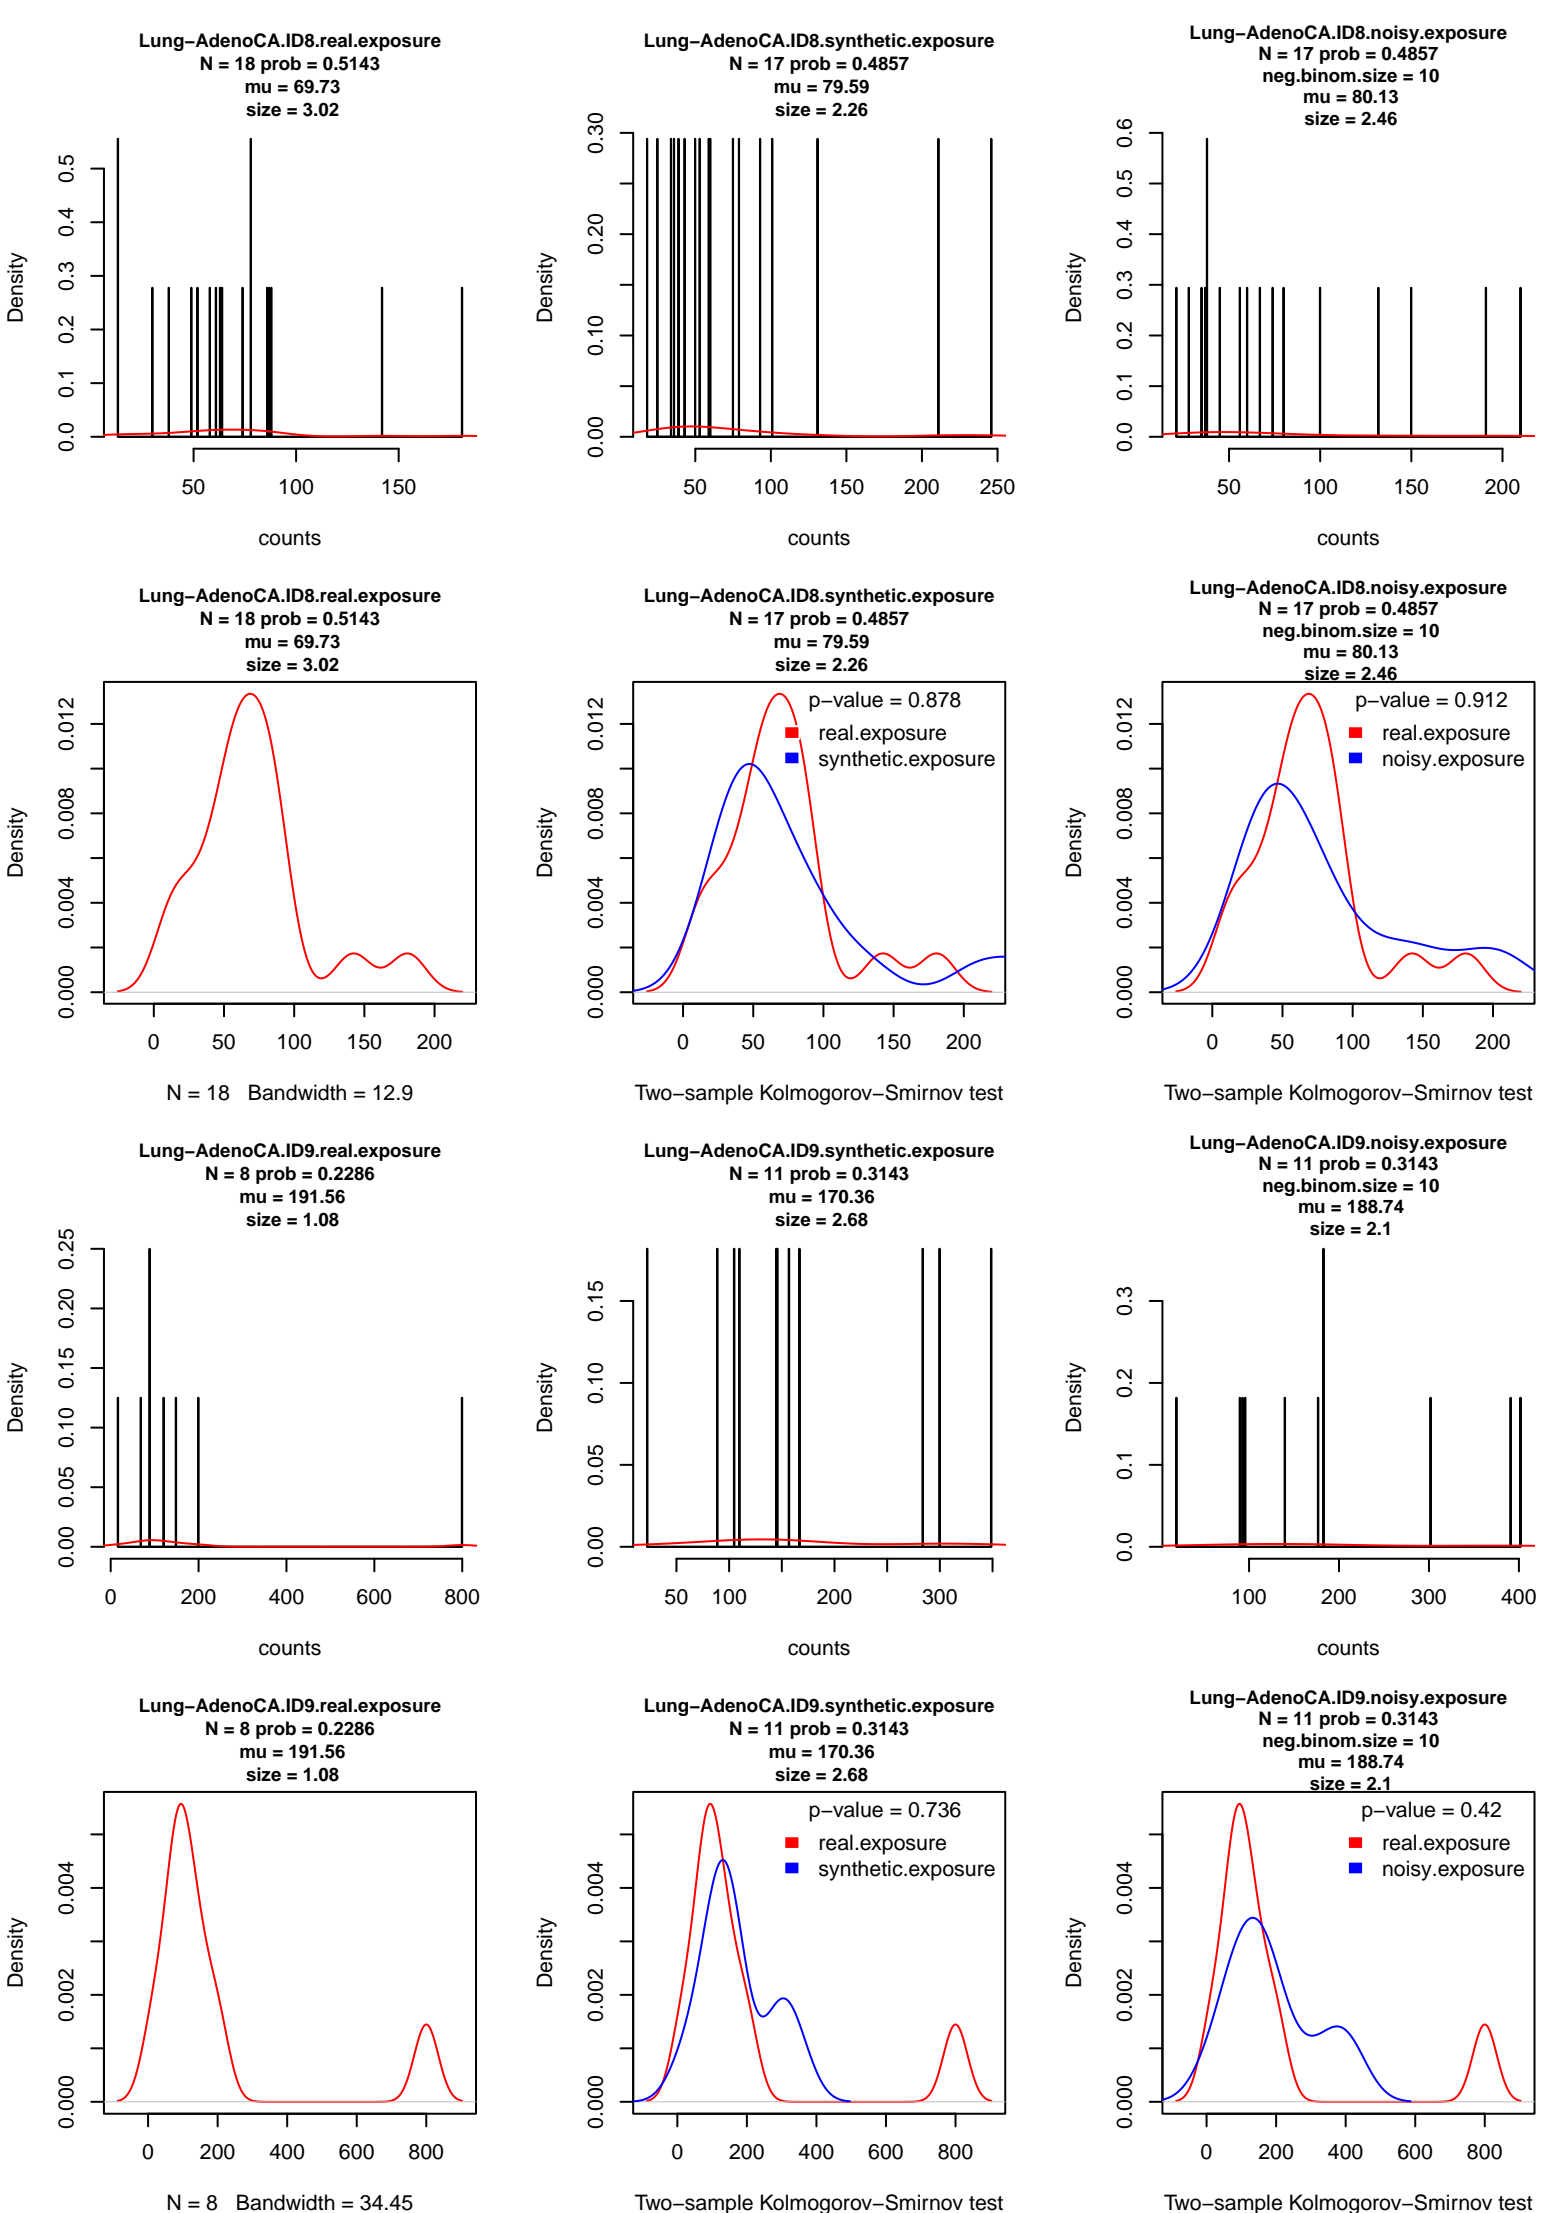 Lung−AdenoCA.ID8.real.exposure
N = 18 prob = 0.5143
mu = 69.73
size = 3.02
Density
0.0 0.1 0.2 0.3 0.4 0.5
50 100 150
counts
Lung−AdenoCA.ID8.synthetic.exposure
N = 17 prob = 0.4857
mu = 79.59
size = 2.26
Density
0.00 0.10 0.20 0.30
50 100 150 200 250
counts
Lung−AdenoCA.ID8.noisy.exposure
N = 17 prob = 0.4857
neg.binom.size = 10
mu = 80.13
size = 2.46
Density
0.0 0.1 0.2 0.3 0.4 0.5 0.6
50 100 150 200
counts
Lung−AdenoCA.ID8.real.exposure
N = 18 prob = 0.5143
mu = 69.73
size = 3.02
Density
0.000 0.004 0.008 0.012
0 50 100 150 200
N = 18 Bandwidth = 12.9
Lung−AdenoCA.ID8.synthetic.exposure
N = 17 prob = 0.4857
mu = 79.59
size = 2.26
p−value = 0.878
real.exposure
synthetic.exposure
Density
0.000 0.004 0.008 0.012
0 50 100 150 200
Two−sample Kolmogorov−Smirnov test
Lung−AdenoCA.ID8.noisy.exposure
N = 17 prob = 0.4857
neg.binom.size = 10
mu = 80.13
size = 2.46
p−value = 0.912
real.exposure
noisy.exposure
Density
0.000 0.004 0.008 0.012
0 50 100 150 200
Two−sample Kolmogorov−Smirnov test
Lung−AdenoCA.ID9.real.exposure
N = 8 prob = 0.2286
mu = 191.56
size = 1.08
Density
0.00 0.05 0.10 0.15 0.20 0.25
0 200 400 600 800
counts
Lung−AdenoCA.ID9.synthetic.exposure
N = 11 prob = 0.3143
mu = 170.36
size = 2.68
Density
0.00 0.05 0.10 0.15
50 100 200 300
counts
Lung−AdenoCA.ID9.noisy.exposure
N = 11 prob = 0.3143
neg.binom.size = 10
mu = 188.74
size = 2.1
Density
0.0 0.1 0.2 0.3
100 200 300 400
counts
Lung−AdenoCA.ID9.real.exposure
N = 8 prob = 0.2286
mu = 191.56
size = 1.08
Density
0.000 0.002 0.004
0 200 400 600 800
N = 8 Bandwidth = 34.45
Lung−AdenoCA.ID9.synthetic.exposure
N = 11 prob = 0.3143
mu = 170.36
size = 2.68
p−value = 0.736
real.exposure
synthetic.exposure
Density
0.000 0.002 0.004
0 200 400 600 800
Two−sample Kolmogorov−Smirnov test
Lung−AdenoCA.ID9.noisy.exposure
N = 11 prob = 0.3143
neg.binom.size = 10
mu = 188.74
size = 2.1
p−value = 0.42
real.exposure
noisy.exposure
Density
0.000 0.002 0.004
0 200 400 600 800
Two−sample Kolmogorov−Smirnov test